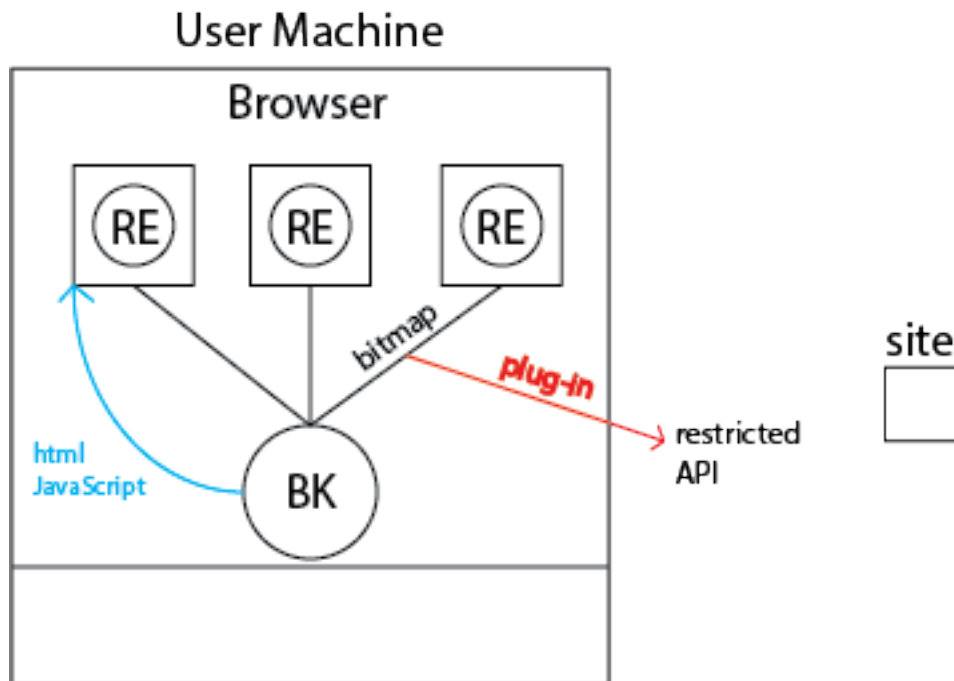 User Machine
Browser
RE
RE
RE
bitmap
plug-in
site
restricted
API
html
JavaScript
BK